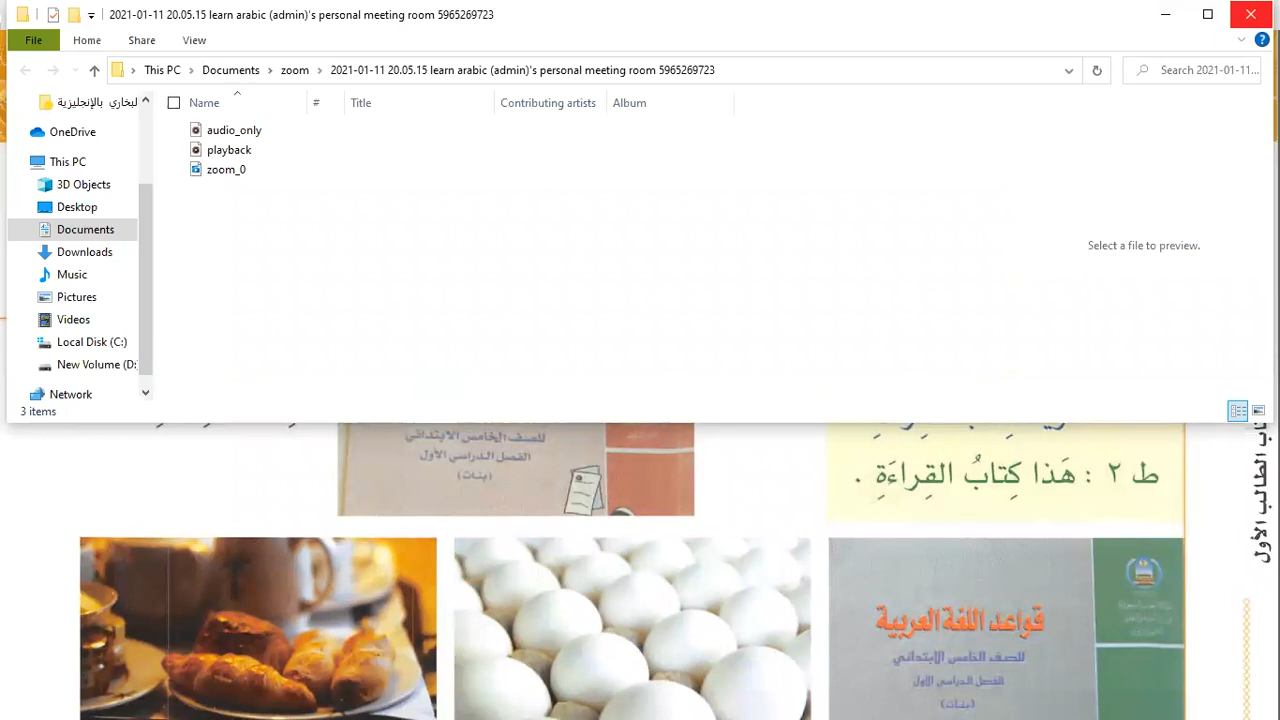 2021-01-11 20.05.15 learn arabic (admin)'s personal meeting room 5965269723
File Home Share View
This PC Documents zoom 2021-01-11 20.05.15 learn arabic (admin)'s personal meeting room 5965269723 Search 2021-01-11...
البخاري بالإنجليزية
Name # Title Contributing artists Album
OneDrive
audio_only
This PC
playback
3D Objects
zoom_0
Desktop
Documents
Downloads
Select a file to preview.
Music
Pictures
Videos
Local Disk (C:)
New Volume (D:
Network
3 items
للصف الخامس الابتدائي
الفصل الدراسي الأول
(بنات)
ط ٢ : هَذا كِتابُ القِراءَةِ .
كتاب الطالب الأول
قواعد اللغة العربية
للصف الخامس الابتدائي
الفصل الدراسي الأول
(بنات)